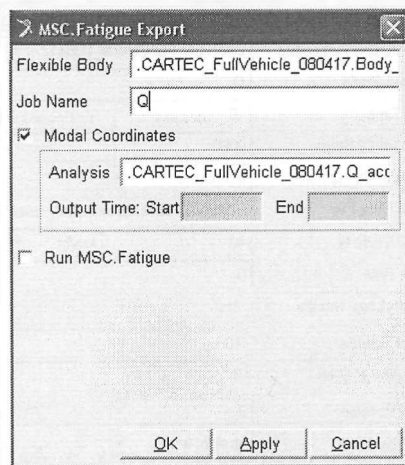 MSC.Fatigue Export
Flexible Body .CARTEC_FullVehicle_080417.Body_
Job Name Q
Modal Coordinates
Analysis .CARTEC_FullVehicle_080417.Q_acc
Output Time: Start End
Run MSC.Fatigue
OK Apply Cancel